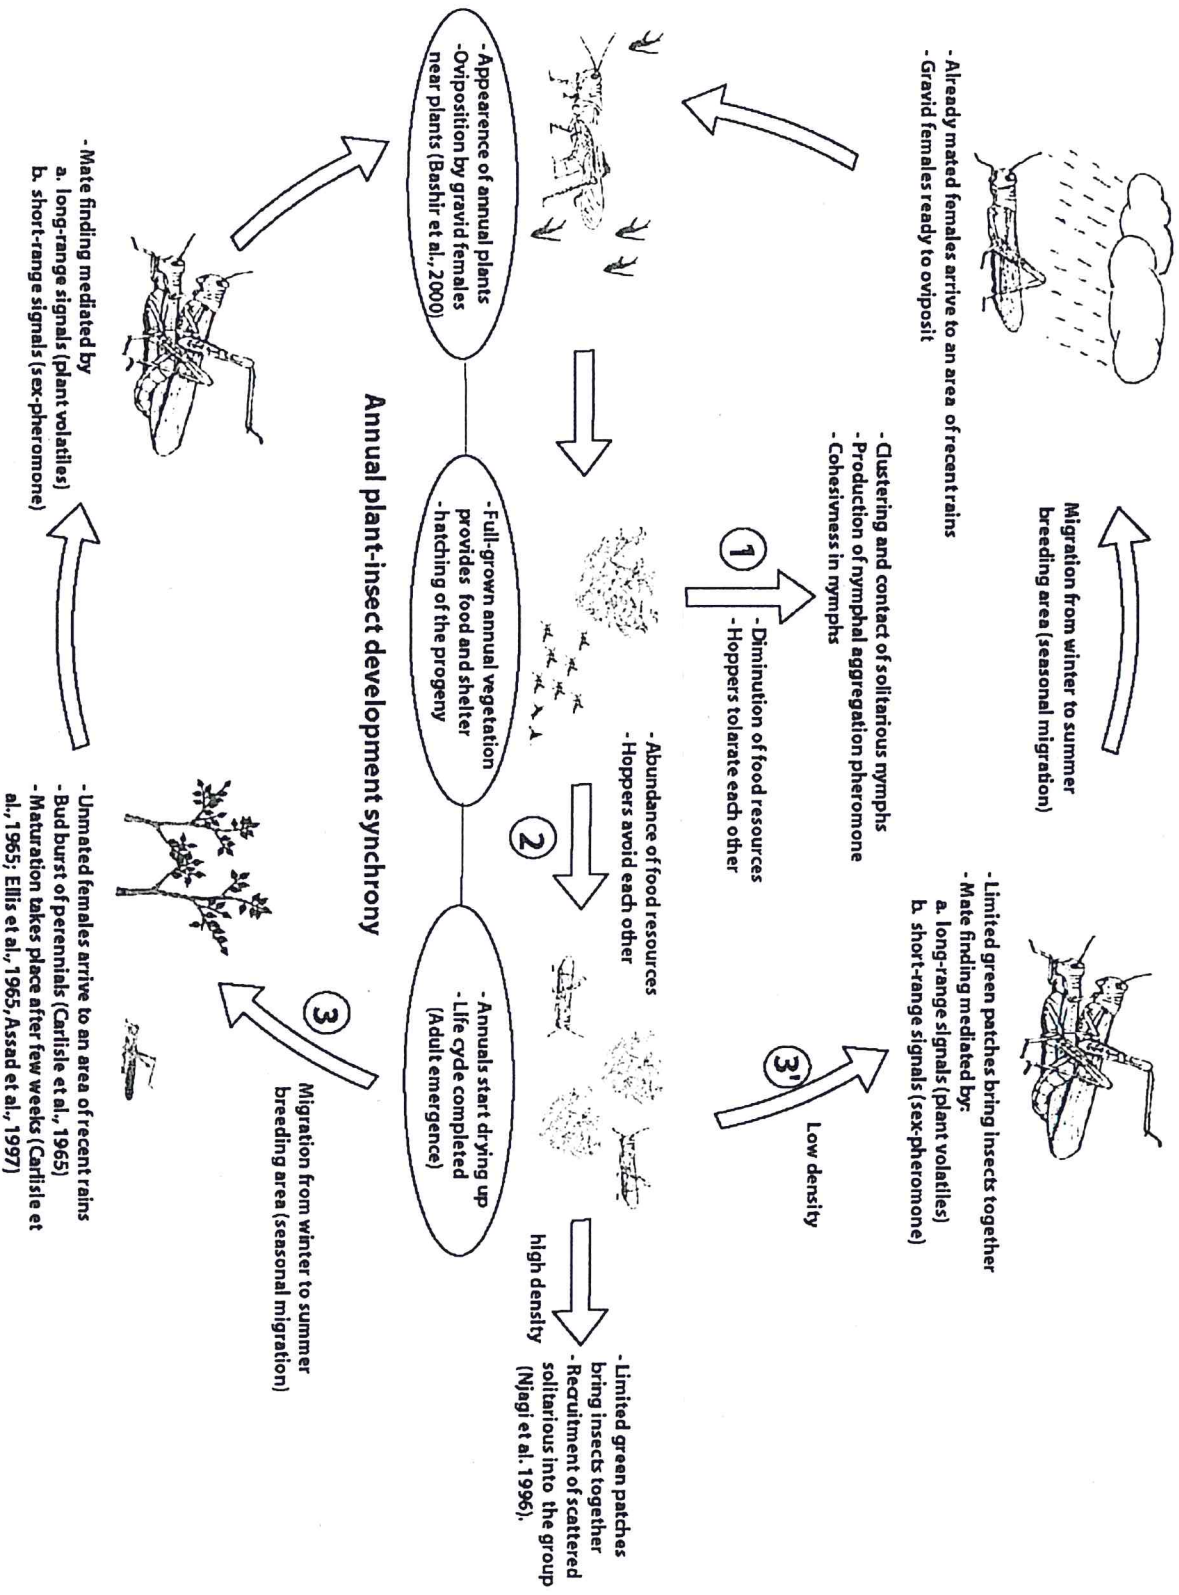 - Already mated females arrive to an area of recent rains
- Gravid females ready to oviposit
Migration from winter to summer
breeding area (seasonal migration)
- Limited green patches bring insects together
- Mate finding mediated by:
a. long-range signals (plant volatiles)
b. short-range signals (sex-pheromone)
- Clustering and contact of solitarious nymphs
- Production of nymphal aggregation pheromone
- Cohesivness in nymphs
1
- Diminution of food resources
- Hoppers tolarate each other
3'
Low density
- Abundance of food resources
- Hoppers avoid each other
2
high density
- Limited green patches
bring insects together
- Recruitment of scattered
solitarious into the group
(Njagi et al. 1996).
- Appearence of annual plants
- Oviposition by gravid females
near plants (Bashir et al., 2000)
- Full-grown annual vegetation
provides food and shelter
- hatching of the progeny
- Annuals start drying up
- Life cycle completed
(Adult emergence)
Annual plant-insect development synchrony
3
Migration from winter to summer
breeding area (seasonal migration)
- Mate finding mediated by
a. long-range signals (plant volatiles)
b. short-range signals (sex-pheromone)
- Unmated females arrive to an area of recent rains
- Bud burst of perennials (Carlisle et al., 1965)
- Maturation takes place after few weeks (Carlisle et
al., 1965; Ellis et al., 1965, Assad et al., 1997)